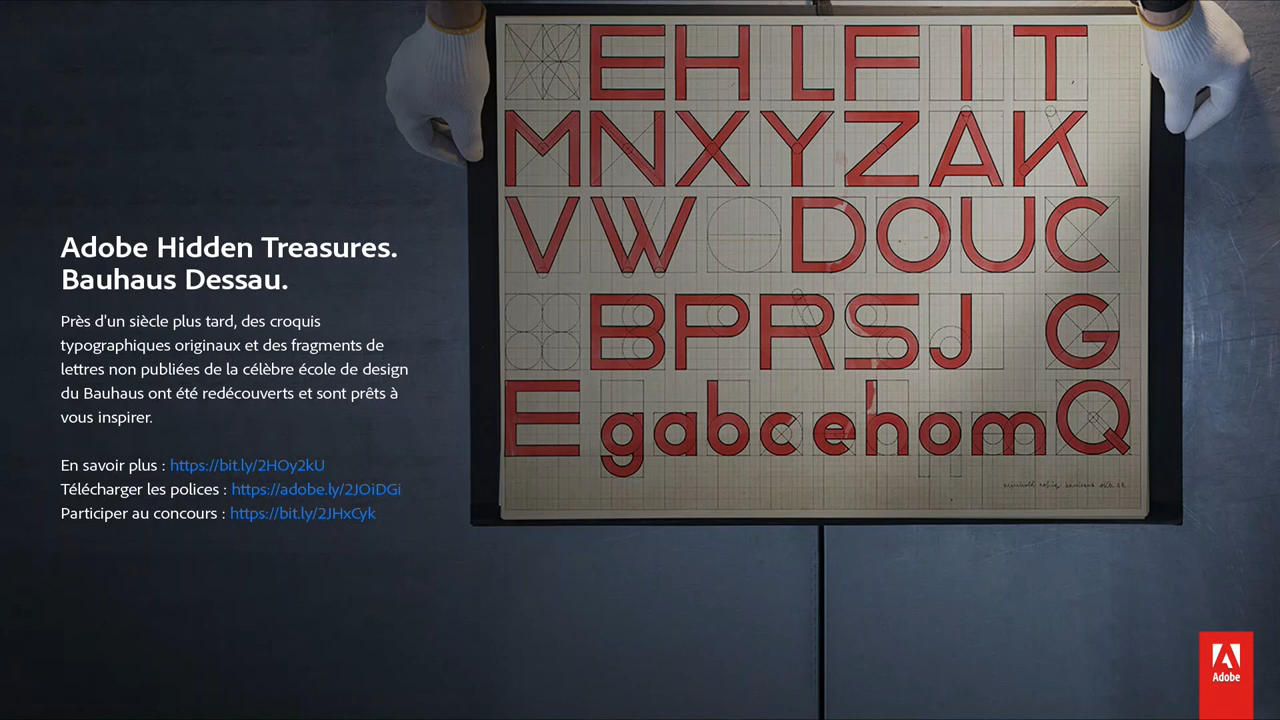 Adobe Hidden Treasures.
Bauhaus Dessau.
Près d'un siècle plus tard, des croquis
typographiques originaux et des fragments de
lettres non publiées de la célèbre école de design
du Bauhaus ont été redécouverts et sont prêts à
vous inspirer.
En savoir plus : https://bit.ly/2HOy2kU
Télécharger les polices : https://adobe.ly/2JOiDGi
Participer au concours : https://bit.ly/2JHxCyk
EHLFIT
MNXYZAK
VW DOUC
BPRSJ G
E gabcehom Q
Adobe